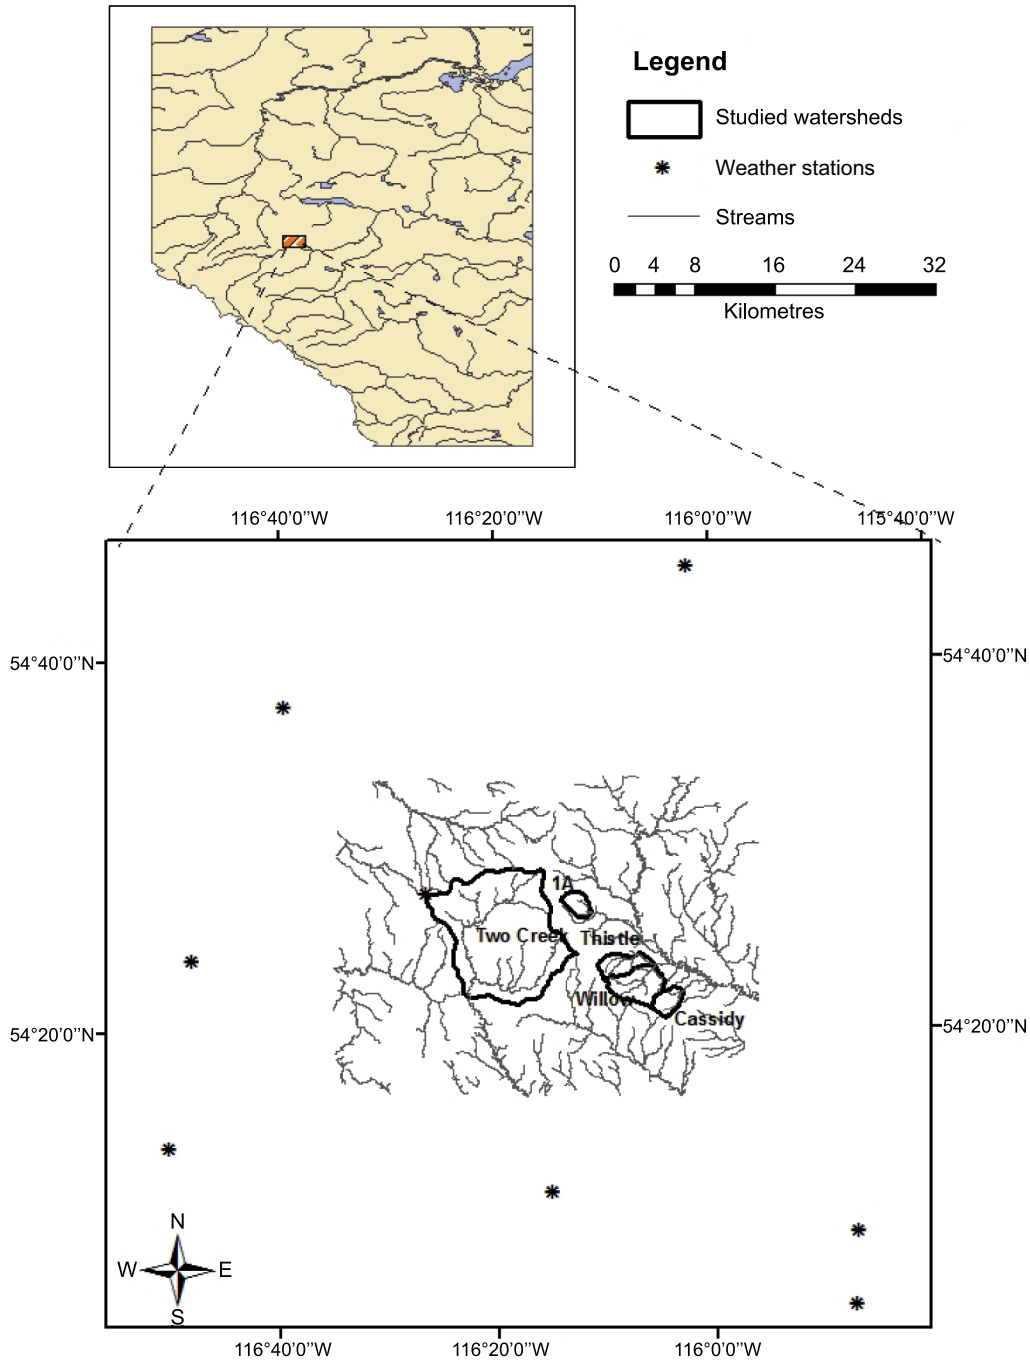 Legend
Studied watersheds
Weather stations
Streams
0 4 8 16 24 32
Kilometres
116°40’0’’W 116°20’0’’W 116°0’0’’W 115°40’0’’W
54°40’0’’N 54°40’0’’N
1A
Two Creek Thistle
Willow
Cassidy
54°20’0’’N 54°20’0’’N
N
W E
S
116°40’0’’W 116°20’0’’W 116°0’0’’W